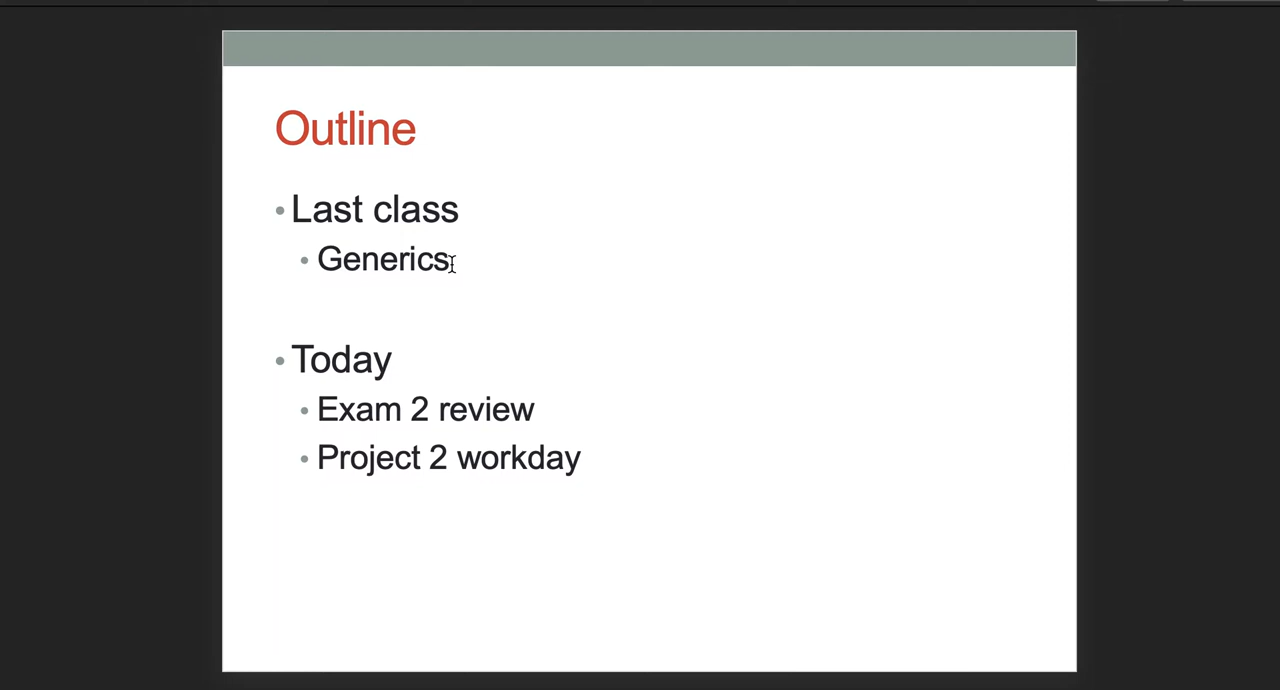 Outline
• Last class
• Generics
• Today
• Exam 2 review
• Project 2 workday